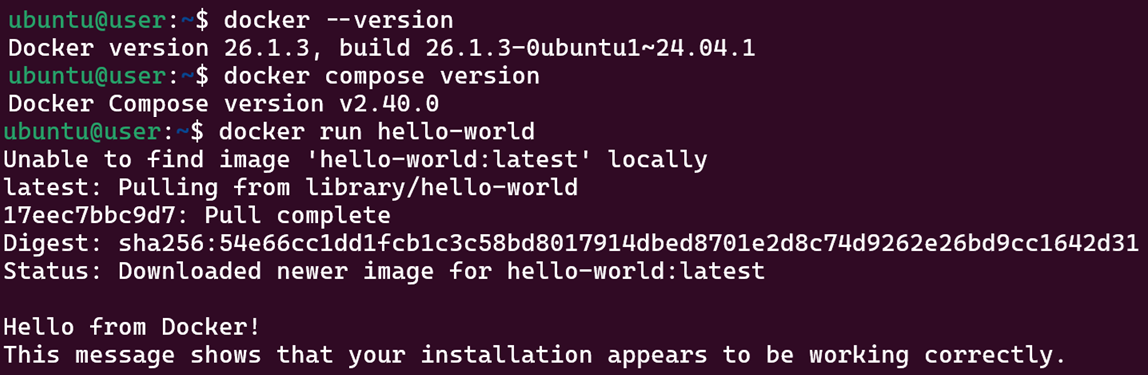 ubuntu@user:~$ docker --version
Docker version 26.1.3, build 26.1.3-0ubuntu1~24.04.1
ubuntu@user:~$ docker compose version
Docker Compose version v2.40.0
ubuntu@user:~$ docker run hello-world
Unable to find image 'hello-world:latest' locally
latest: Pulling from library/hello-world
17eec7bbc9d7: Pull complete
Digest: sha256:54e66cc1dd1fcb1c3c58bd8017914dbed8701e2d8c74d9262e26bd9cc1642d31
Status: Downloaded newer image for hello-world:latest
Hello from Docker!
This message shows that your installation appears to be working correctly.